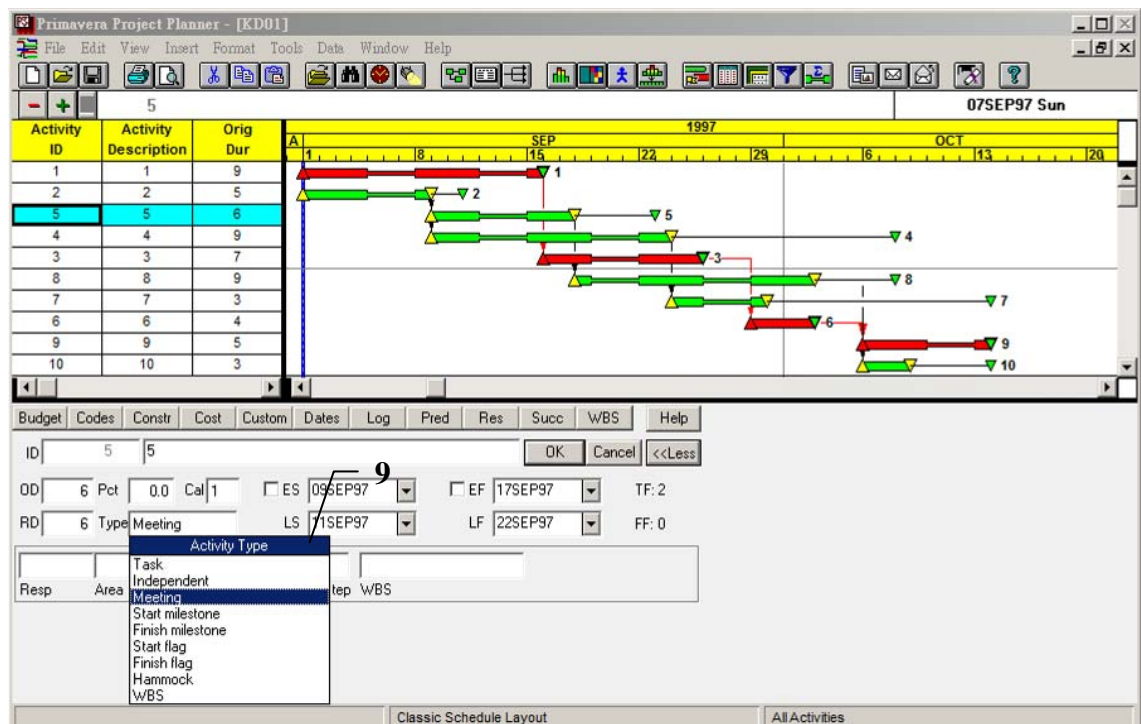 Primavera Project Planner - [KD01]
File Edit View Insert Format Tools Data Window Help
5 07SEP97 Sun
Activity ID Activity Description Orig Dur
1997
A SEP OCT
1 8 15 22 29 6 13 20
1 1 9 1
2 2 5 2
5 5 6 5
4 4 9 4
3 3 7 3
8 8 9 8
7 7 3 7
6 6 4 6
9 9 5 9
10 10 3 10
Budget Codes Constr Cost Custom Dates Log Pred Res Succ WBS Help
ID 5 5 OK Cancel <<Less
9
OD 6 Pct 0.0 Cal 1 ES 09SEP97 EF 17SEP97 TF: 2
RD 6 Type Meeting LS 11SEP97 LF 22SEP97 FF: 0
Activity Type
Task
Independent
Meeting
Start milestone
Finish milestone
Start flag
Finish flag
Hammock
WBS
Resp Area tep WBS
Classic Schedule Layout All Activities